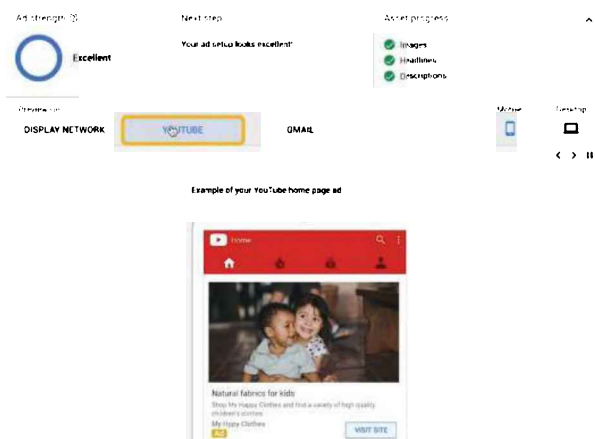 Ad strength
Next step
Asset progress
Excellent
Your ad setup looks excellent!
Images
Headlines
Descriptions
Preview on
DISPLAY NETWORK
YOUTUBE
GMAIL
Mobile
Desktop
Example of your YouTube home page ad
Home
Natural fabrics for kids
Shop My Happy Clothes and find a variety of high quality
children's clothes
My Happy Clothes
Ad
VISIT SITE